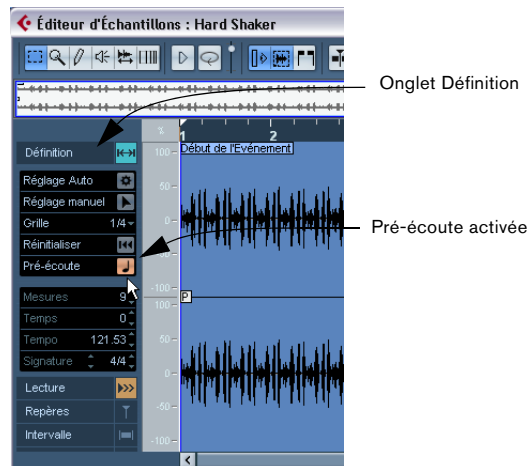 Éditeur d'Échantillons : Hard Shaker
Onglet Définition
%
1
2
Définition
100
Début de l'Evénement
Réglage Auto
50
Réglage manuel
Grille 1/4
0
Pré-écoute activée
Réinitialiser
-50
Pré-écoute
-100
Mesures 9
P
100
Temps 0
Tempo 121.53
50
Signature 4/4
Lecture
0
Repères
-50
Intervalle
-100